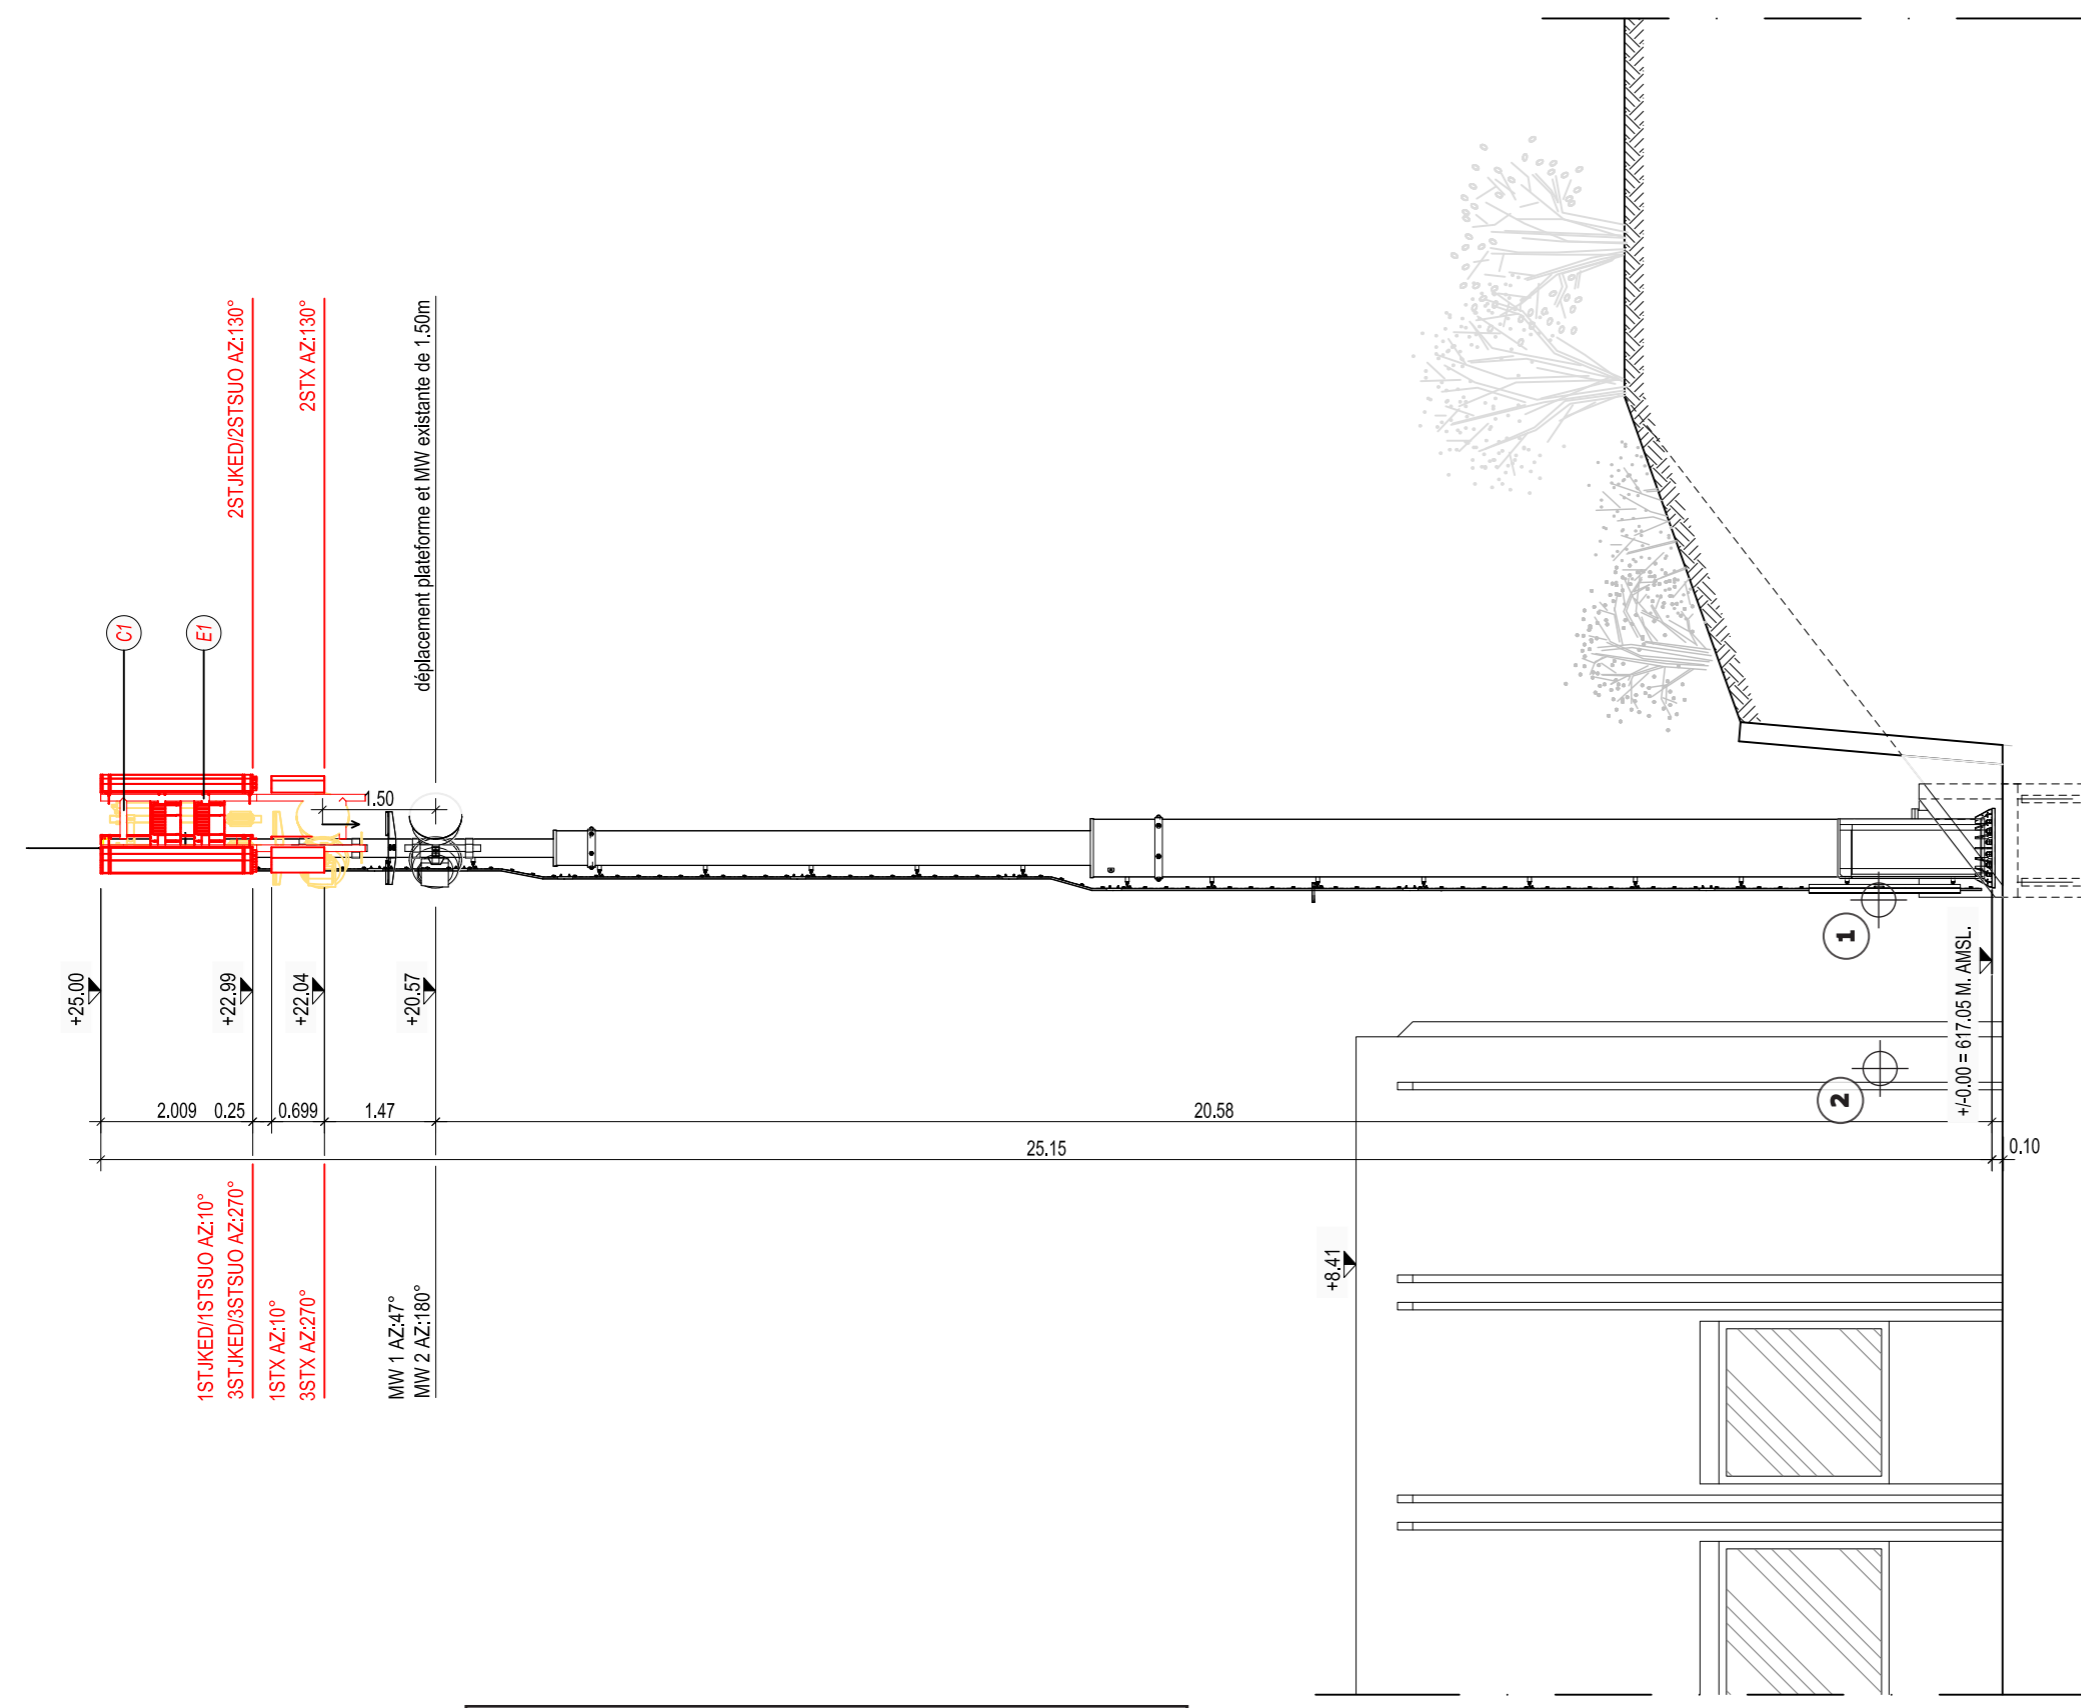 2STJKED/2STSUO AZ:130°
2STX AZ:130°
déplacement plateforme et MW existante de 1.50m
C1
E1
1.50
+25.00
+22.99
+22.04
+20.57
1
+/-0.00 = 617.05 M. AMSL.
2
2.009
0.25
0.699
1.47
20.58
25.15
0.10
1STJKED/1STSUO AZ:10°
3STJKED/3STSUO AZ:270°
1STX AZ:10°
3STX AZ:270°
MW 1 AZ:47°
MW 2 AZ:180°
+8.41